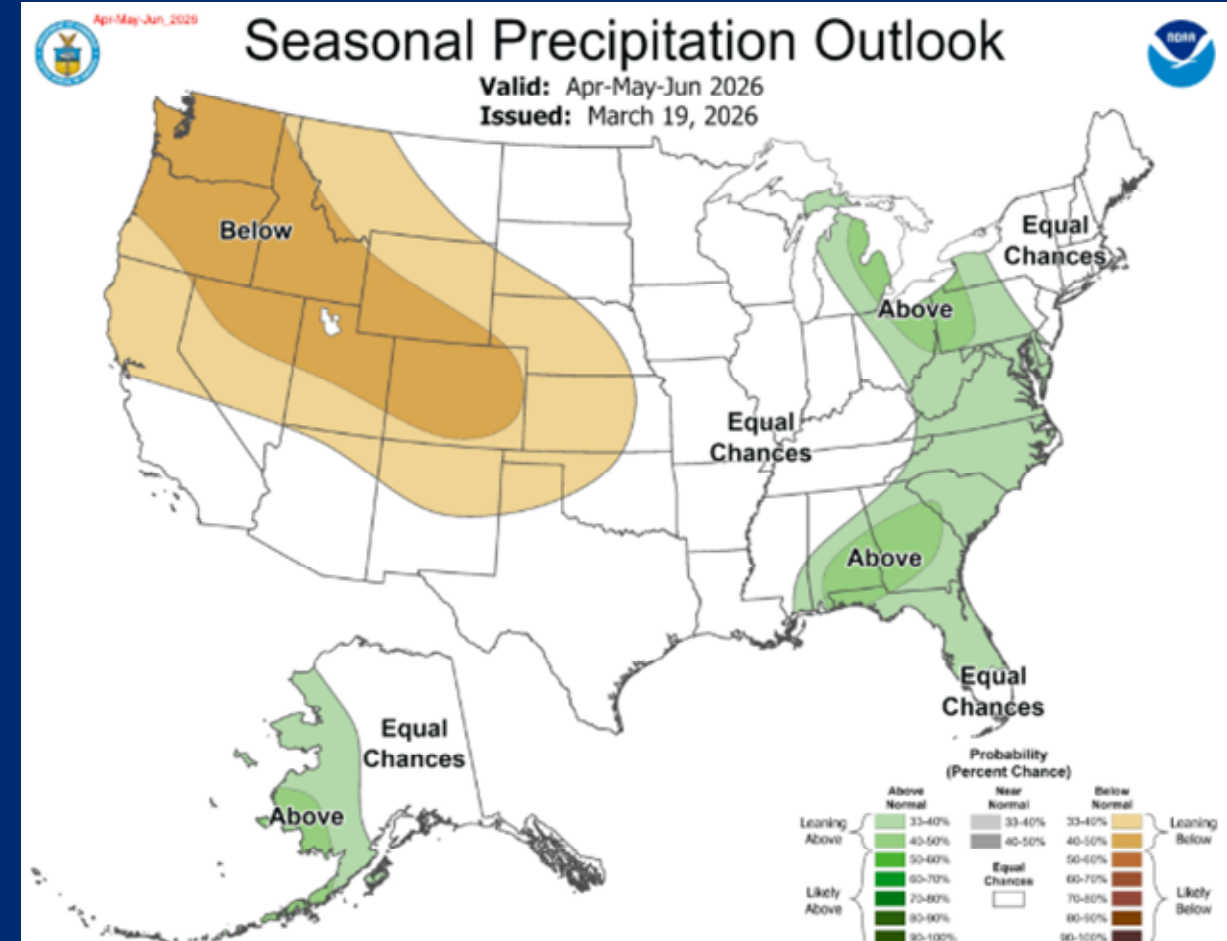 Apr-May-Jun_2026
Seasonal Precipitation Outlook
NOAA
Valid: Apr-May-Jun 2026
Issued: March 19, 2026
Below
Equal
Chances
Above
Equal
Chances
Above
Equal
Chances
Equal
Chances
Above
Probability
(Percent Chance)
Above
Normal
Near
Normal
Below
Normal
Leaning
Above
33-40%
40-50%
33-40%
40-50%
33-40%
40-50%
Leaning
Below
Equal
Chances
Likely
Above
50-60%
60-70%
70-80%
80-90%
90-100%
50-60%
60-70%
70-80%
80-90%
90-100%
Likely
Below